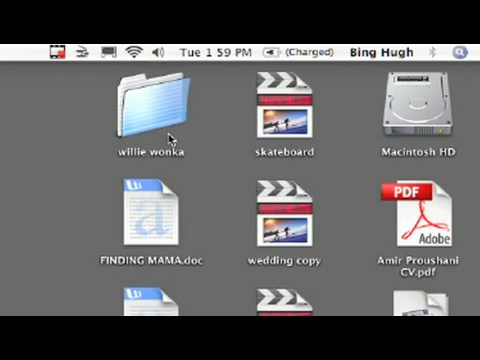 Tue 1 59 PM (Charged) Bing Hugh
willie wonka skateboard Macintosh HD
PDF
Adobe
FINDING MAMA.doc wedding copy Amir Proushani
CV.pdf